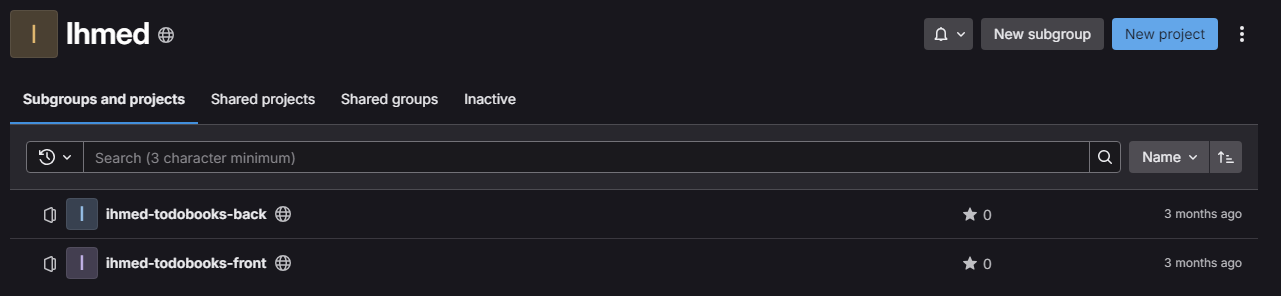 I
Ihmed
New subgroup
New project
Subgroups and projects
Shared projects
Shared groups
Inactive
Search (3 character minimum)
Name
I
ihmed-todobooks-back
0
3 months ago
I
ihmed-todobooks-front
0
3 months ago